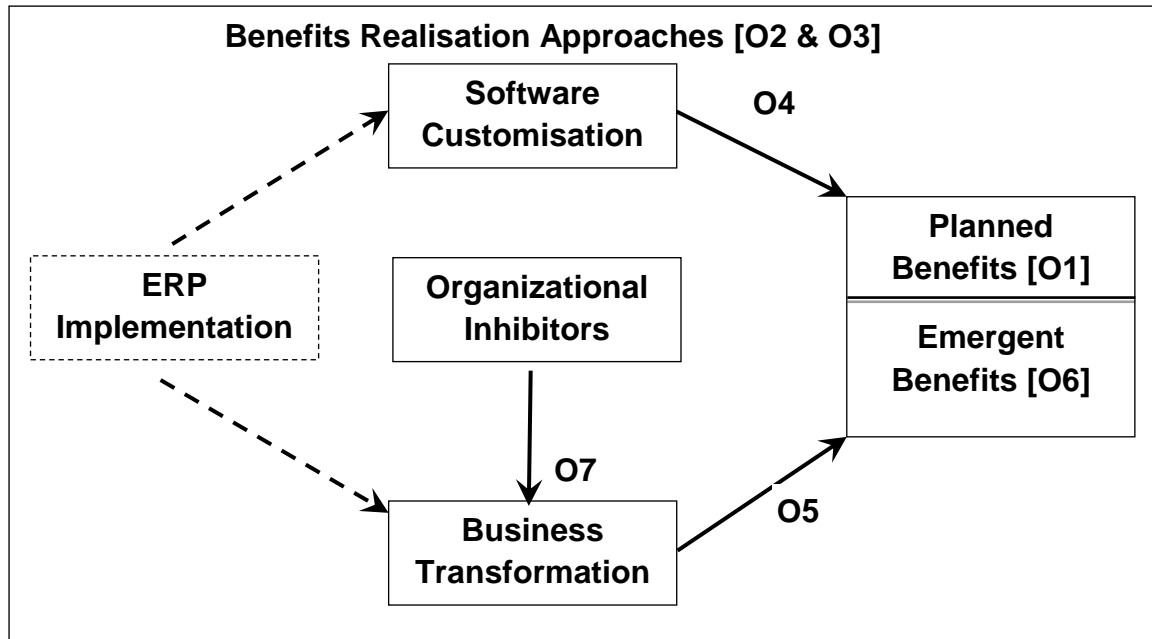 Benefits Realisation Approaches [O2 & O3]
Software
Customisation
O4
Planned
Benefits [O1]
ERP
Implementation
Organizational
Inhibitors
Emergent
Benefits [O6]
O7
O5
Business
Transformation